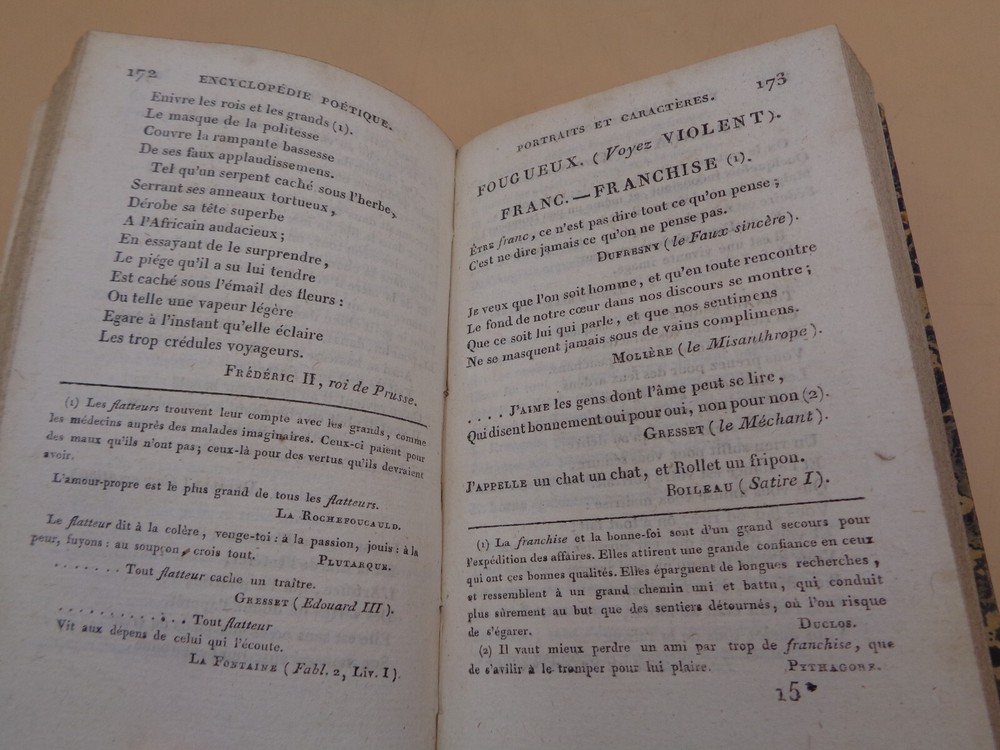 172 ENCYCLOPÉDIE POÉTIQUE.
Enivre les rois et les grands (1).
Le masque de la politesse
Couvre la rampante bassesse
De ses faux applaudissemens.
Tel qu'un serpent caché sous l'herbe,
Serrant ses anneaux tortueux,
Dérobe sa tête superbe
A l'Africain audacieux;
En essayant de le surprendre,
Le piége qu'il a su lui tendre
Est caché sous l'émail des fleurs:
Ou telle une vapeur légère
Egare à l'instant qu'elle éclaire
Les trop crédules voyageurs.
FRÉDÉRIC II, roi de Prusse.
(1) Les flatteurs trouvent leur compte avec les grands, comme
les médecins auprès des malades imaginaires. Ceux-ci paient pour
des maux qu'ils n'ont pas; ceux-là pour des vertus qu'ils devraient
avoir.
L'amour-propre est le plus grand de tous les flatteurs.
LA ROCHEFOUCAULD.
Le flatteur dit à la colère, venge-toi: à la passion, jouis: à la
peur, fuyons: au soupçon, crois tout.
PLUTARQUE.
....... Tout flatteur cache un traître.
GRESSET (Edouard III).
............ Tout flatteur
Vit aux dépens de celui qui l'écoute.
LA FONTAINE (Fabl. 2, Liv. I).
PORTRAITS ET CARACTÈRES. 173
FOUGUEUX. (Voyez VIOLENT).
FRANC.—FRANCHISE (1).
ÊTRE franc, ce n'est pas dire tout ce qu'on pense;
C'est ne dire jamais ce qu'on ne pense pas.
DUFRESNY (le Faux sincère).
Je veux que l'on soit homme, et qu'en toute rencontre
Le fond de notre cœur dans nos discours se montre;
Que ce soit lui qui parle, et que nos sentimens
Ne se masquent jamais sous de vains complimens.
MOLIÈRE (le Misanthrope).
.... J'AIME les gens dont l'âme peut se lire,
Qui disent bonnement oui pour oui, non pour non (2).
GRESSET (le Méchant).
J'APPELLE un chat un chat, et Rollet un fripon.
BOILEAU (Satire I).
(1) La franchise et la bonne-foi sont d'un grand secours pour
l'expédition des affaires. Elles attirent une grande confiance en ceux
qui ont ces bonnes qualités. Elles épargnent de longues recherches,
et ressemblent à un grand chemin uni et battu, qui conduit
plus sûrement au but que des sentiers détournés, où l'on risque
de s'égarer.
DUCLOS.
(2) Il vaut mieux perdre un ami par trop de franchise, que
de s'avilir à le tromper pour lui plaire.
PYTHAGORE.
15*